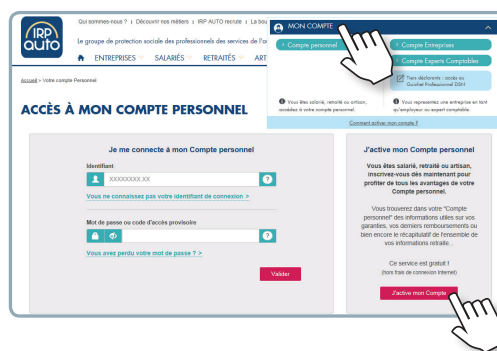 IRP
auto
Qui sommes-nous ? | Découvrir nos métiers | IRP AUTO recrute | La bou
Le groupe de protection sociale des professionnels des services de l'au
ENTREPRISES SALARIÉS RETRAITÉS ART
MON COMPTE
Compte personnel
Compte Entreprises
Compte Experts Comptables
Tiers déclarants : accès au
Guichet Professionnel DSN
Vous êtes salarié, retraité ou artisan,
accédez à votre compte personnel.
Vous représentez une entreprise en tant
qu'employeur ou expert comptable.
Comment activer mon compte ?
Accueil > Votre compte Personnel
ACCÈS À MON COMPTE PERSONNEL
Je me connecte à mon Compte personnel
Identifiant
XXXXXXXX.XX
?
Vous ne connaissez pas votre identifiant de connexion >
Mot de passe ou code d'accès provisoire
?
Vous avez perdu votre mot de passe ? >
Valider
J'active mon Compte personnel
Vous êtes salarié, retraité ou artisan,
inscrivez-vous dès maintenant pour
profiter de tous les avantages de votre
Compte personnel.
Vous trouverez dans votre "Compte
personnel" des informations utiles sur vos
garanties, vos derniers remboursements ou
bien encore le récapitulatif de l'ensemble de
vos informations retraite...
Ce service est gratuit !
(hors frais de connexion Internet)
J'active mon Compte